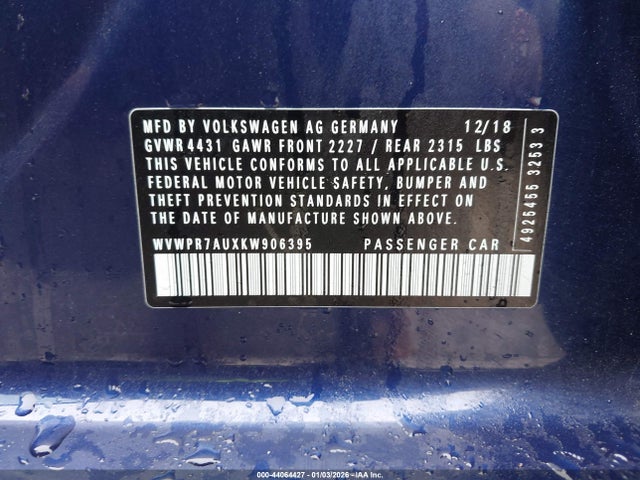 MFD BY VOLKSWAGEN AG GERMANY 12/18
GVWR 4431 GAWR FRONT 2227 / REAR 2315 LBS
THIS VEHICLE CONFORMS TO ALL APPLICABLE U.S.
FEDERAL MOTOR VEHICLE SAFETY, BUMPER AND
THEFT PREVENTION STANDARDS IN EFFECT ON
THE DATE OF MANUFACTURE SHOWN ABOVE.
WVWPR7AUXKW906395 PASSENGER CAR
4926466 3253 3
000-44064427 - 01/03/2026 - IAA Inc.